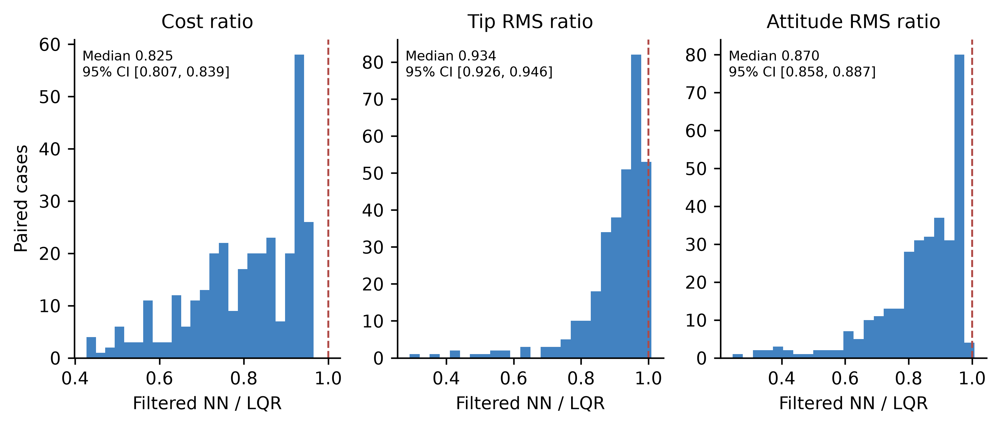 Cost ratio
Median 0.825
95% CI [0.807, 0.839]
Paired cases
60
50
40
30
20
10
0
0.4 0.6 0.8 1.0
Filtered NN / LQR
Tip RMS ratio
Median 0.934
95% CI [0.926, 0.946]
80
70
60
50
40
30
20
10
0
0.4 0.6 0.8 1.0
Filtered NN / LQR
Attitude RMS ratio
Median 0.870
95% CI [0.858, 0.887]
80
70
60
50
40
30
20
10
0
0.4 0.6 0.8 1.0
Filtered NN / LQR